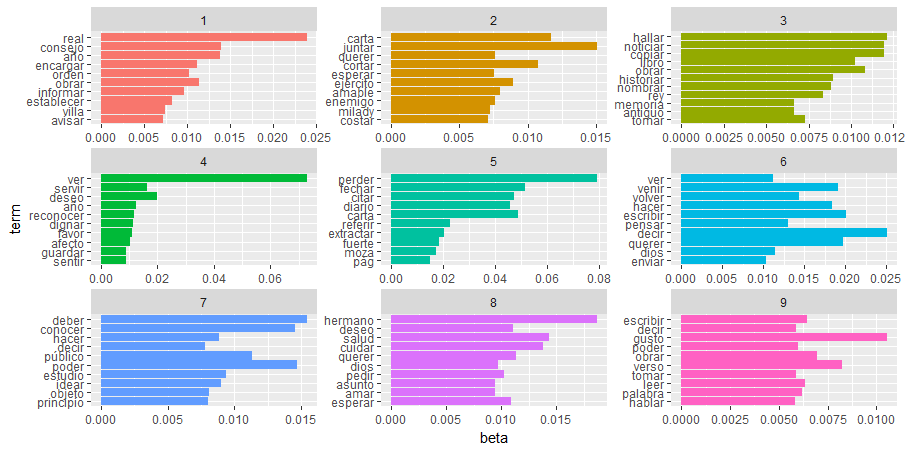 1
real
consejo
año
encargar
orden
obrar
informar
establecer
villa
avisar
0.000 0.005 0.010 0.015 0.020 0.025
2
carta
juntar
querer
cortar
esperar
ejército
amable
enemigo
milady
costar
0.000 0.005 0.010 0.015
3
hallar
noticiar
copiar
libro
obrar
historiar
nombrar
rey
memoria
antiguo
tomar
0.000 0.0025 0.005 0.0075 0.010 0.012
4
ver
servir
deseo
año
reconocer
dignar
favor
afecto
guardar
sentir
0.00 0.02 0.04 0.06
5
perder
fechar
citar
diario
carta
referir
extractar
fuerte
moza
pag
0.00 0.02 0.04 0.06 0.08
6
ver
venir
volver
hacer
escribir
pensar
decir
querer
dios
enviar
0.000 0.005 0.010 0.015 0.020 0.025
7
deber
conocer
hacer
decir
público
poder
estudio
idear
objeto
principio
0.000 0.005 0.010 0.015
8
hermano
deseo
salud
cuidar
querer
dios
pedir
asunto
amar
esperar
0.000 0.005 0.010 0.015
9
escribir
decir
gusto
poder
obrar
verso
tomar
leer
palabra
hablar
0.0000 0.0025 0.0050 0.0075 0.0100
term
beta